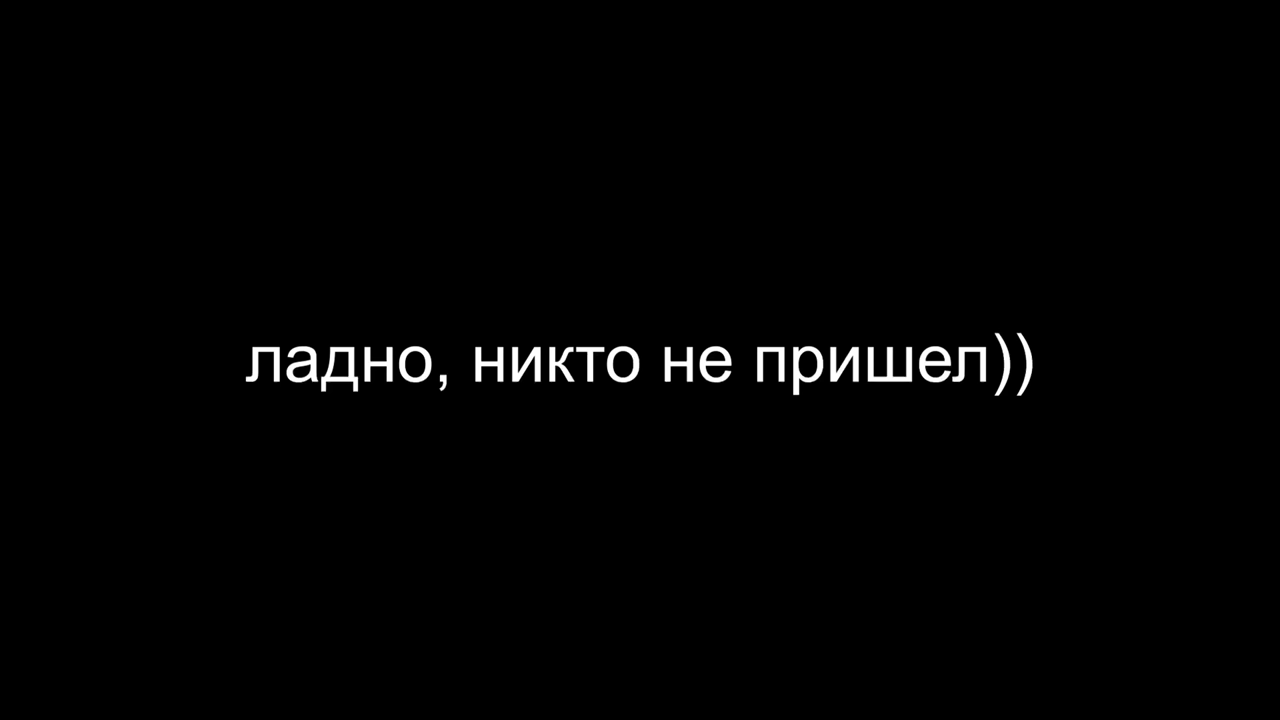 ладно, никто не пришел))